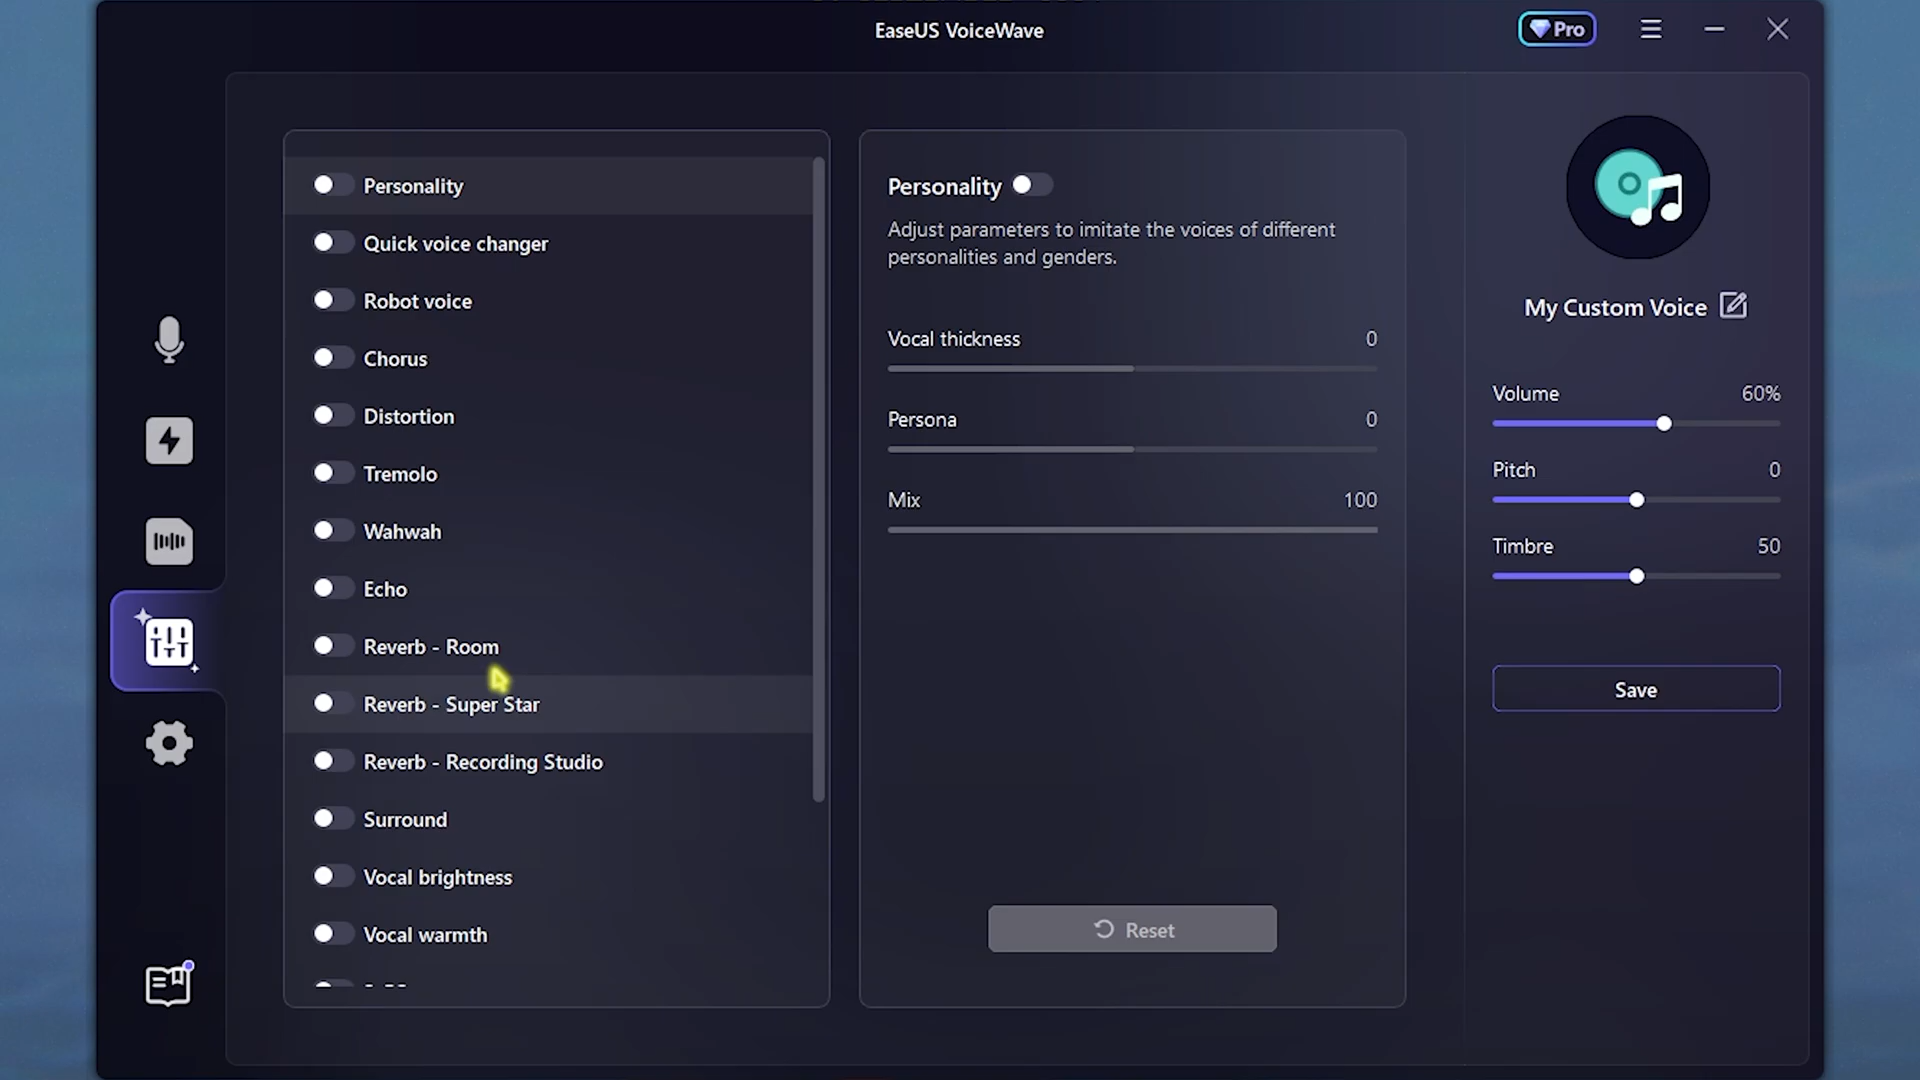 EaseUS VoiceWave
Pro
Personality
Quick voice changer
Robot voice
Chorus
Distortion
Tremolo
Wahwah
Echo
Reverb - Room
Reverb - Super Star
Reverb - Recording Studio
Surround
Vocal brightness
Vocal warmth
Personality
Adjust parameters to imitate the voices of different
personalities and genders.
Vocal thickness 0
Persona 0
Mix 100
Reset
My Custom Voice
Volume 60%
Pitch 0
Timbre 50
Save